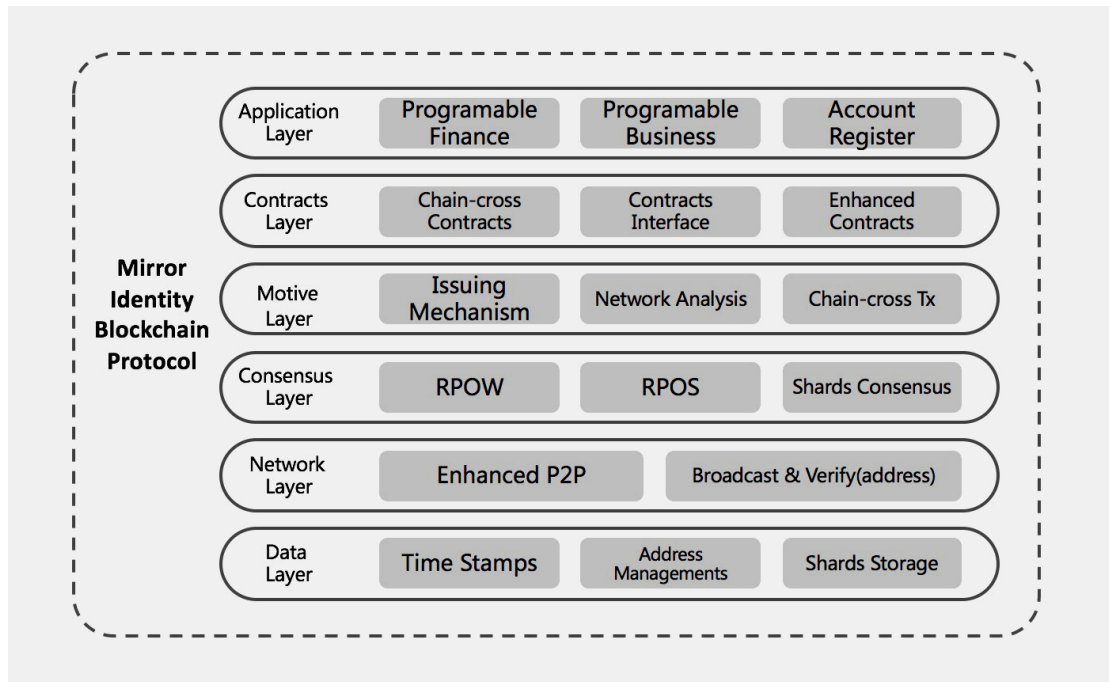 Mirror
Identity
Blockchain
Protocol
Application
Layer
Programable
Finance
Programable
Business
Account
Register
Contracts
Layer
Chain-cross
Contracts
Contracts
Interface
Enhanced
Contracts
Motive
Layer
Issuing
Mechanism
Network Analysis
Chain-cross Tx
Consensus
Layer
RPOW
RPOS
Shards Consensus
Network
Layer
Enhanced P2P
Broadcast & Verify(address)
Data
Layer
Time Stamps
Address
Managements
Shards Storage